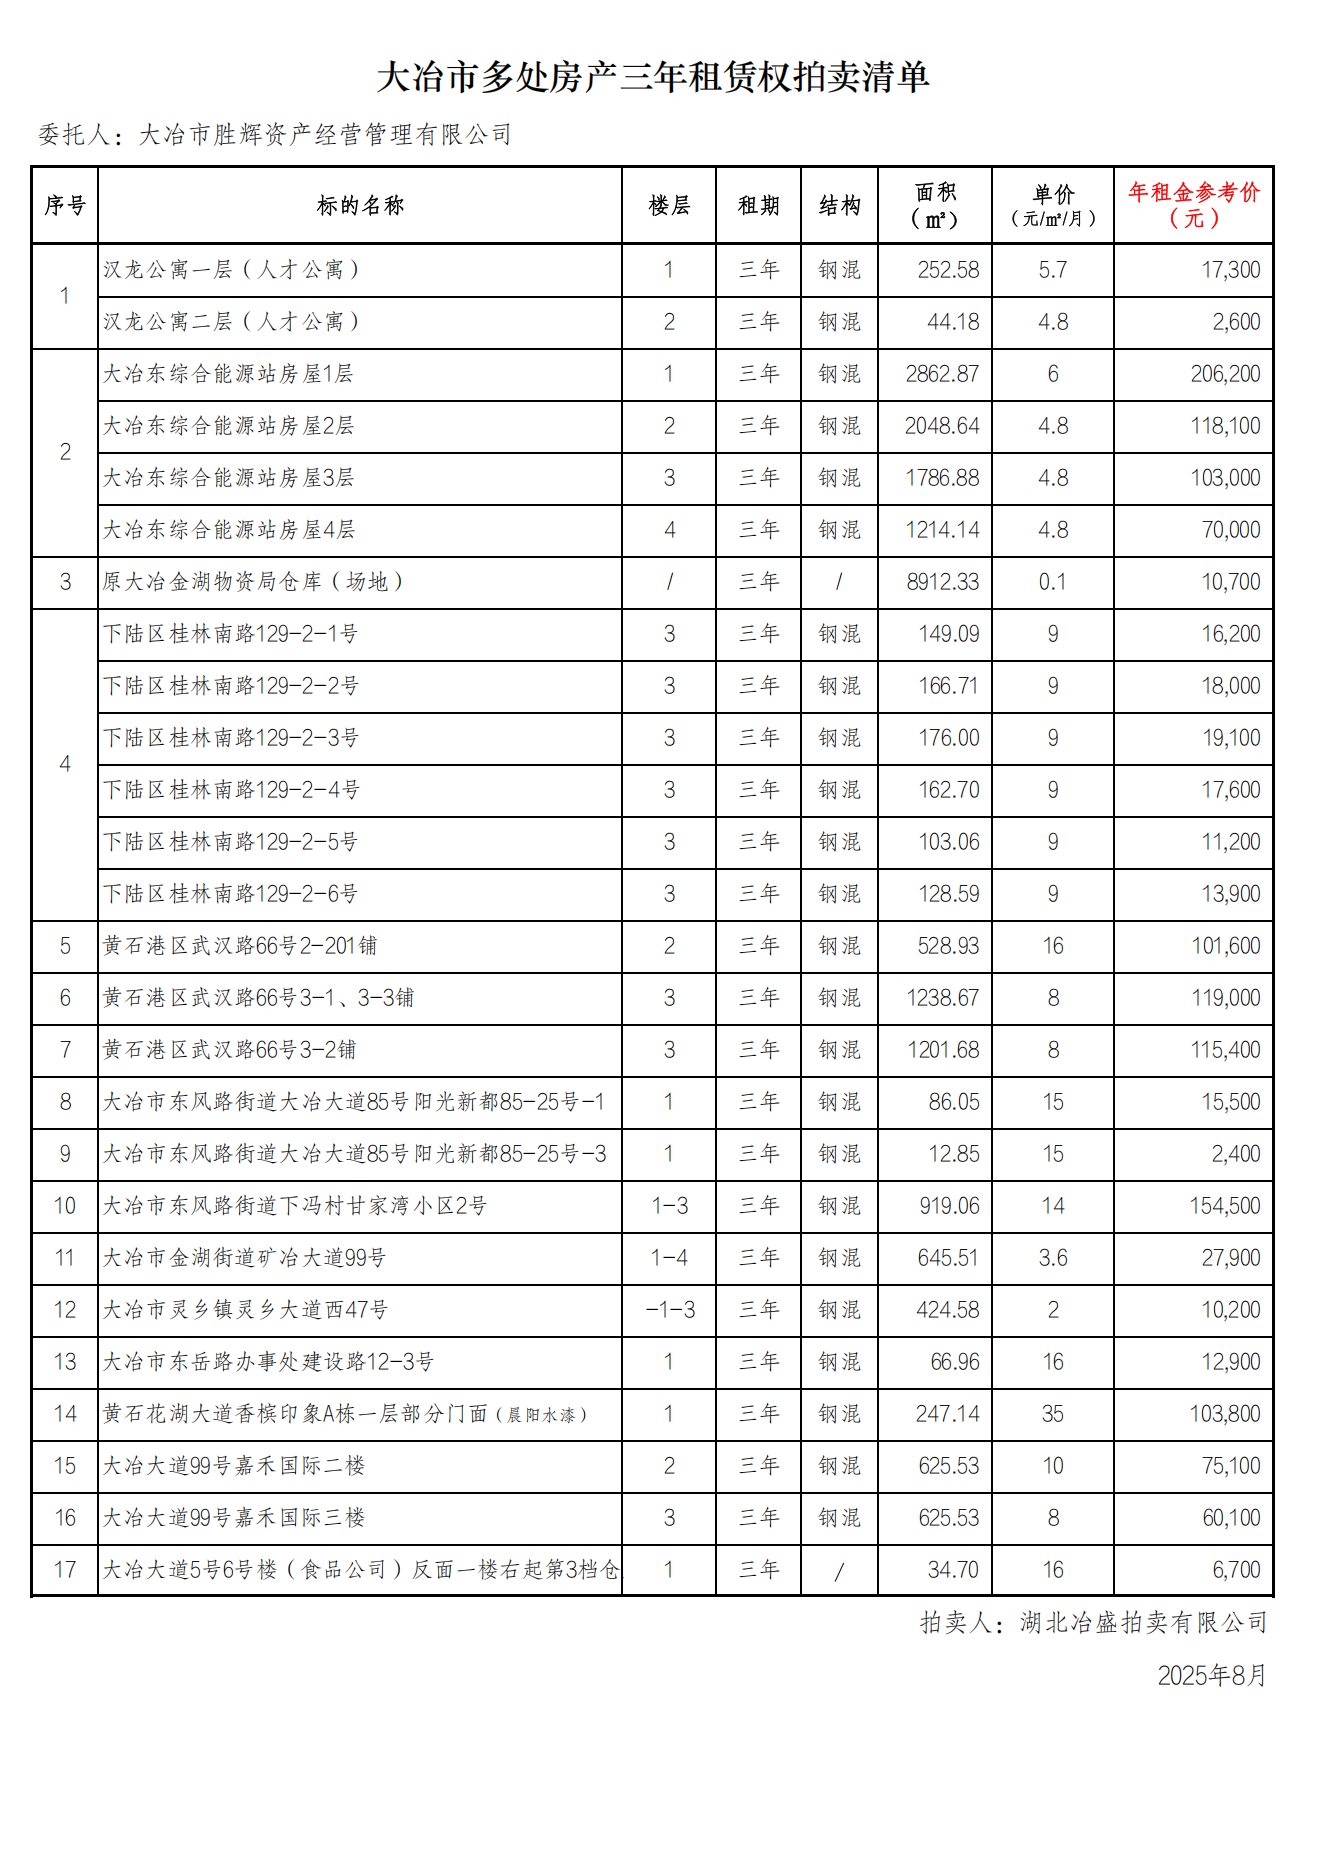 大冶市多处房产三年租赁权拍卖清单
委托人：大冶市胜辉资产经营管理有限公司
序号 标的名称 楼层 租期 结构 面积（㎡） 单价（元/㎡/月） 年租金参考价（元）
1 汉龙公寓一层（人才公寓） 1 三年 钢混 252.58 5.7 17,300
汉龙公寓二层（人才公寓） 2 三年 钢混 44.18 4.8 2,600
2 大冶东综合能源站房屋1层 1 三年 钢混 2862.87 6 206,200
大冶东综合能源站房屋2层 2 三年 钢混 2048.64 4.8 118,100
大冶东综合能源站房屋3层 3 三年 钢混 1786.88 4.8 103,000
大冶东综合能源站房屋4层 4 三年 钢混 1214.14 4.8 70,000
3 原大冶金湖物资局仓库（场地） / 三年 / 8912.33 0.1 10,700
4 下陆区桂林南路129-2-1号 3 三年 钢混 149.09 9 16,200
下陆区桂林南路129-2-2号 3 三年 钢混 166.71 9 18,000
下陆区桂林南路129-2-3号 3 三年 钢混 176.00 9 19,100
下陆区桂林南路129-2-4号 3 三年 钢混 162.70 9 17,600
下陆区桂林南路129-2-5号 3 三年 钢混 103.06 9 11,200
下陆区桂林南路129-2-6号 3 三年 钢混 128.59 9 13,900
5 黄石港区武汉路66号2-201铺 2 三年 钢混 528.93 16 101,600
6 黄石港区武汉路66号3-1、3-3铺 3 三年 钢混 1238.67 8 119,000
7 黄石港区武汉路66号3-2铺 3 三年 钢混 1201.68 8 115,400
8 大冶市东风路街道大冶大道85号阳光新都85-25号-1 1 三年 钢混 86.05 15 15,500
9 大冶市东风路街道大冶大道85号阳光新都85-25号-3 1 三年 钢混 12.85 15 2,400
10 大冶市东风路街道下冯村甘家湾小区2号 1-3 三年 钢混 919.06 14 154,500
11 大冶市金湖街道矿冶大道99号 1-4 三年 钢混 645.51 3.6 27,900
12 大冶市灵乡镇灵乡大道西47号 -1-3 三年 钢混 424.58 2 10,200
13 大冶市东岳路办事处建设路12-3号 1 三年 钢混 66.96 16 12,900
14 黄石花湖大道香槟印象A栋一层部分门面（晨阳水漆） 1 三年 钢混 247.14 35 103,800
15 大冶大道99号嘉禾国际二楼 2 三年 钢混 625.53 10 75,100
16 大冶大道99号嘉禾国际三楼 3 三年 钢混 625.53 8 60,100
17 大冶大道5号6号楼（食品公司）反面一楼右起第3档仓 1 三年 / 34.70 16 6,700
拍卖人：湖北冶盛拍卖有限公司
2025年8月